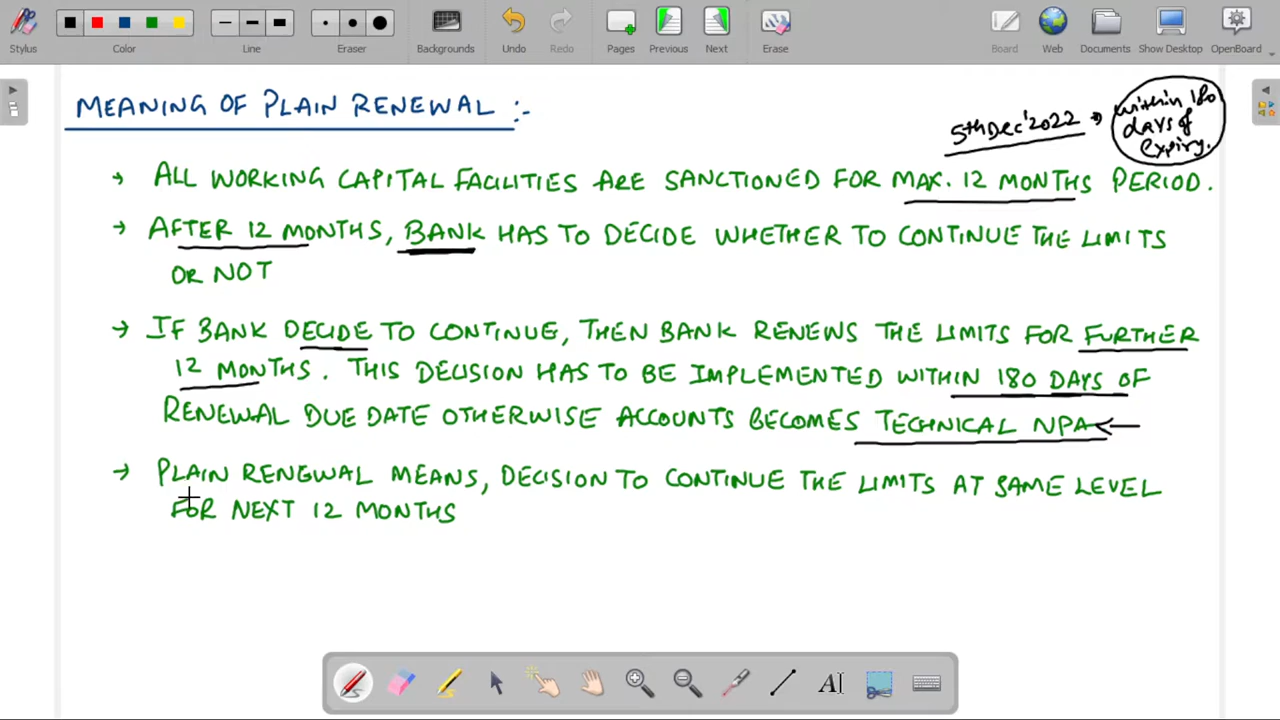 Stylus
Color
Line
Eraser
Backgrounds
Undo
Redo
Pages
Previous
Next
Erase
Board
Web
Documents
Show Desktop
OpenBoard
MEANING OF PLAIN RENEWAL :-
5th Dec'2022 → within 180
days of
expiry.
→ ALL WORKING CAPITAL FACILITIES ARE SANCTIONED FOR MAX. 12 MONTHS PERIOD.
→ AFTER 12 MONTHS, BANK HAS TO DECIDE WHETHER TO CONTINUE THE LIMITS
OR NOT
→ IF BANK DECIDE TO CONTINUE, THEN BANK RENEWS THE LIMITS FOR FURTHER
12 MONTHS. THIS DECISION HAS TO BE IMPLEMENTED WITHIN 180 DAYS OF
RENEWAL DUE DATE OTHERWISE ACCOUNTS BECOMES TECHNICAL NPA ←
→ PLAIN RENEWAL MEANS, DECISION TO CONTINUE THE LIMITS AT SAME LEVEL
FOR NEXT 12 MONTHS